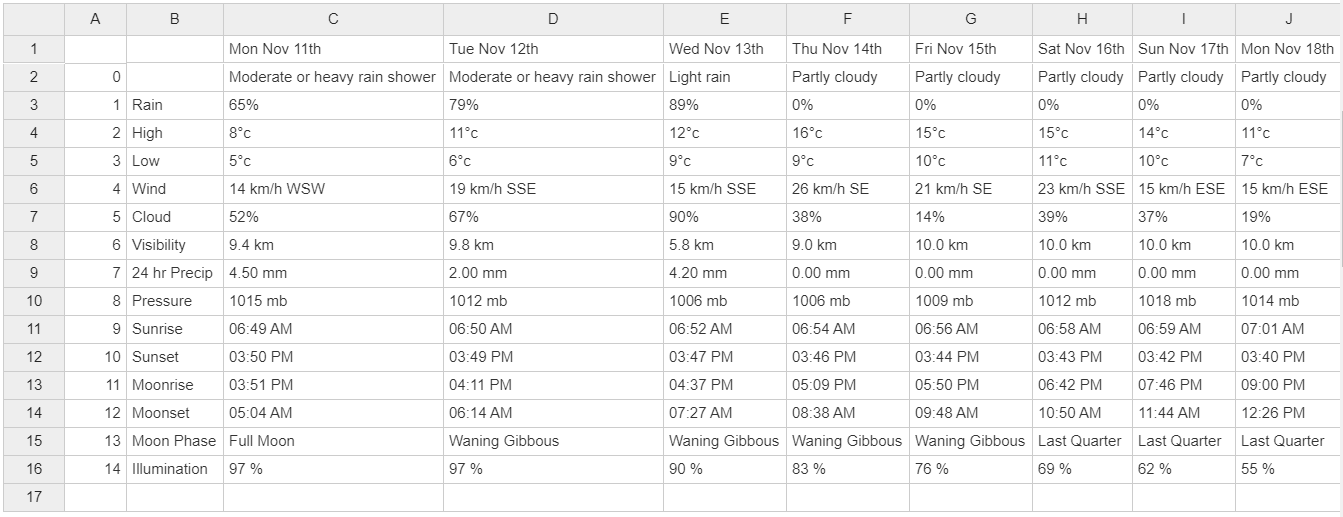 A B C D E F G H I J
1 Mon Nov 11th Tue Nov 12th Wed Nov 13th Thu Nov 14th Fri Nov 15th Sat Nov 16th Sun Nov 17th Mon Nov 18th
2 0 Moderate or heavy rain shower Moderate or heavy rain shower Light rain Partly cloudy Partly cloudy Partly cloudy Partly cloudy Partly cloudy
3 1 Rain 65% 79% 89% 0% 0% 0% 0% 0%
4 2 High 8°c 11°c 12°c 16°c 15°c 15°c 14°c 11°c
5 3 Low 5°c 6°c 9°c 9°c 10°c 11°c 10°c 7°c
6 4 Wind 14 km/h WSW 19 km/h SSE 15 km/h SSE 26 km/h SE 21 km/h SE 23 km/h SSE 15 km/h ESE 15 km/h ESE
7 5 Cloud 52% 67% 90% 38% 14% 39% 37% 19%
8 6 Visibility 9.4 km 9.8 km 5.8 km 9.0 km 10.0 km 10.0 km 10.0 km 10.0 km
9 7 24 hr Precip 4.50 mm 2.00 mm 4.20 mm 0.00 mm 0.00 mm 0.00 mm 0.00 mm 0.00 mm
10 8 Pressure 1015 mb 1012 mb 1006 mb 1006 mb 1009 mb 1012 mb 1018 mb 1014 mb
11 9 Sunrise 06:49 AM 06:50 AM 06:52 AM 06:54 AM 06:56 AM 06:58 AM 06:59 AM 07:01 AM
12 10 Sunset 03:50 PM 03:49 PM 03:47 PM 03:46 PM 03:44 PM 03:43 PM 03:42 PM 03:40 PM
13 11 Moonrise 03:51 PM 04:11 PM 04:37 PM 05:09 PM 05:50 PM 06:42 PM 07:46 PM 09:00 PM
14 12 Moonset 05:04 AM 06:14 AM 07:27 AM 08:38 AM 09:48 AM 10:50 AM 11:44 AM 12:26 PM
15 13 Moon Phase Full Moon Waning Gibbous Waning Gibbous Waning Gibbous Waning Gibbous Last Quarter Last Quarter Last Quarter
16 14 Illumination 97 % 97 % 90 % 83 % 76 % 69 % 62 % 55 %
17